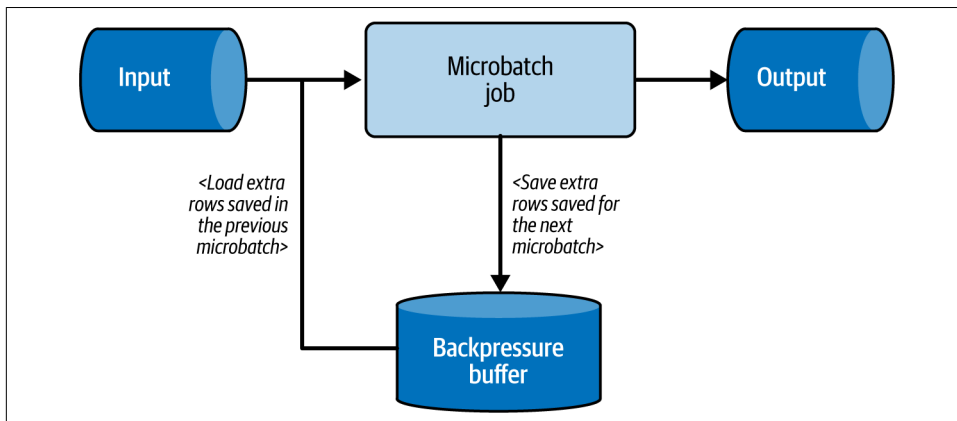 Input
Microbatch
job
Output
<Load extra
rows saved in
the previous
microbatch>
<Save extra
rows saved for
the next
microbatch>
Backpressure
buffer